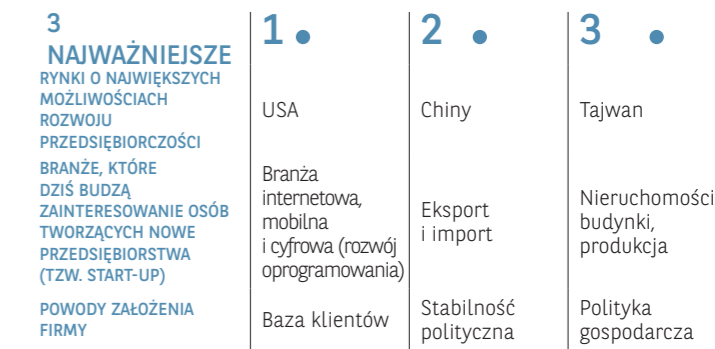 3
NAJWAŻNIEJSZE
1 •
2 •
3 •
RYNKI O NAJWIĘKSZYCH
MOŻLIWOŚCIACH
ROZWOJU
PRZEDSIĘBIORCZOŚCI
USA
Chiny
Tajwan
BRANŻE, KTÓRE
DZIŚ BUDZĄ
ZAINTERESOWANIE OSÓB
TWORZĄCYCH NOWE
PRZEDSIĘBIORSTWA
(TZW. START-UP)
Branża
internetowa,
mobilna
i cyfrowa (rozwój
oprogramowania)
Eksport
i import
Nieruchomości
budynki,
produkcja
POWODY ZAŁOŻENIA
FIRMY
Baza klientów
Stabilność
polityczna
Polityka
gospodarcza